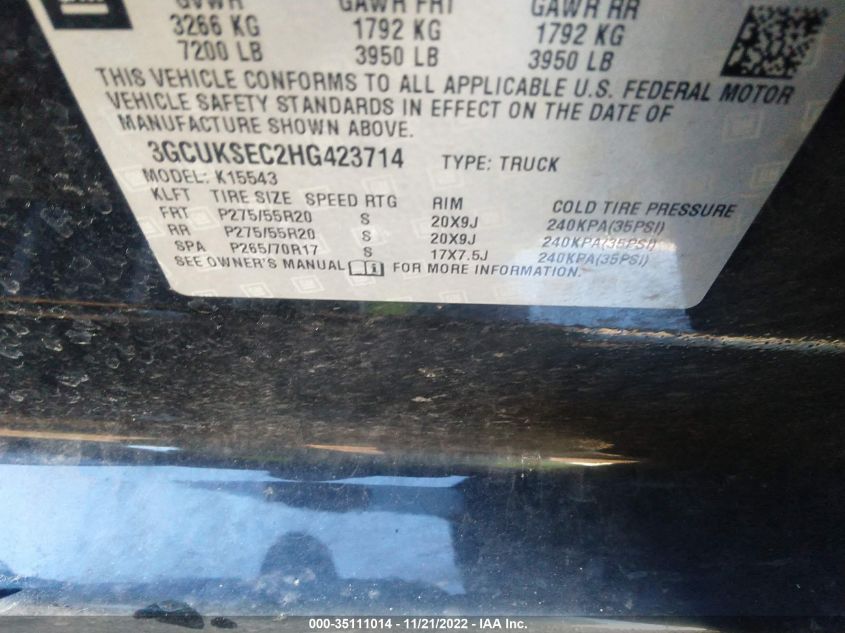 GVWR GAWR FRT GAWR RR
3266 KG 1792 KG 1792 KG
7200 LB 3950 LB 3950 LB
THIS VEHICLE CONFORMS TO ALL APPLICABLE U.S. FEDERAL MOTOR
VEHICLE SAFETY STANDARDS IN EFFECT ON THE DATE OF
MANUFACTURE SHOWN ABOVE.
3GCUKSEC2HG423714 TYPE: TRUCK
MODEL: K15543
KLFT TIRE SIZE SPEED RTG RIM COLD TIRE PRESSURE
FRT P275/55R20 S 20X9J 240KPA(35PSI)
RR P275/55R20 S 20X9J 240KPA(35PSI)
SPA P265/70R17 S 17X7.5J 240KPA(35PSI)
SEE OWNER'S MANUAL FOR MORE INFORMATION.
000-35111014 - 11/21/2022 - IAA Inc.